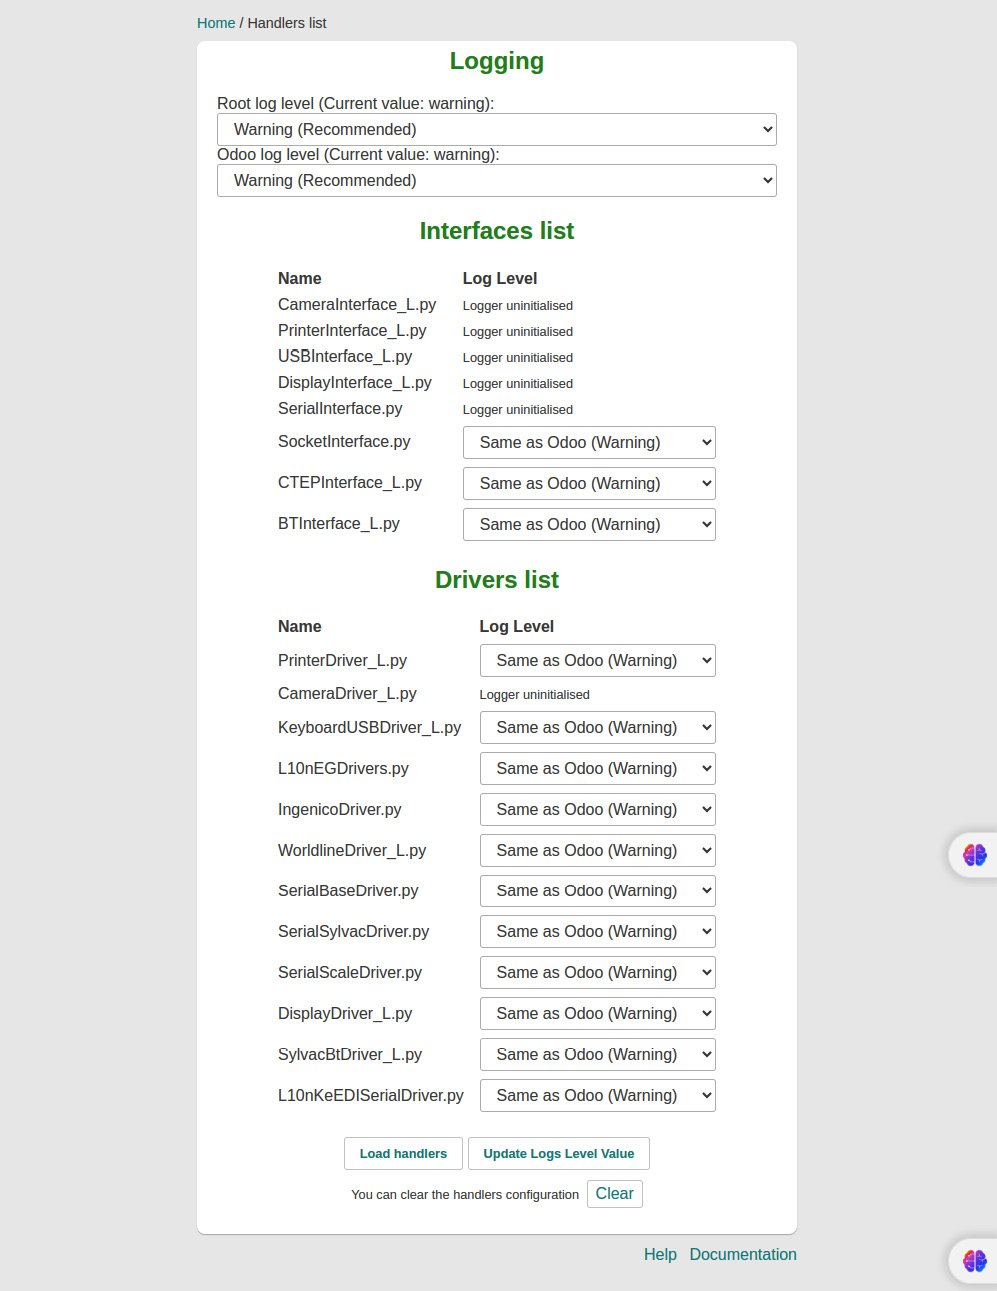 Home / Handlers list
Logging
Root log level (Current value: warning):
Warning (Recommended)
Odoo log level (Current value: warning):
Warning (Recommended)
Interfaces list
Name Log Level
CameraInterface_L.py Logger uninitialised
PrinterInterface_L.py Logger uninitialised
USBInterface_L.py Logger uninitialised
DisplayInterface_L.py Logger uninitialised
SerialInterface.py Logger uninitialised
SocketInterface.py Same as Odoo (Warning)
CTEPInterface_L.py Same as Odoo (Warning)
BTInterface_L.py Same as Odoo (Warning)
Drivers list
Name Log Level
PrinterDriver_L.py Same as Odoo (Warning)
CameraDriver_L.py Logger uninitialised
KeyboardUSBDriver_L.py Same as Odoo (Warning)
L10nEGDrivers.py Same as Odoo (Warning)
IngenicoDriver.py Same as Odoo (Warning)
WorldlineDriver_L.py Same as Odoo (Warning)
SerialBaseDriver.py Same as Odoo (Warning)
SerialSylvacDriver.py Same as Odoo (Warning)
SerialScaleDriver.py Same as Odoo (Warning)
DisplayDriver_L.py Same as Odoo (Warning)
SylvacBtDriver_L.py Same as Odoo (Warning)
L10nKeEDISerialDriver.py Same as Odoo (Warning)
Load handlers Update Logs Level Value
You can clear the handlers configuration Clear
Help Documentation